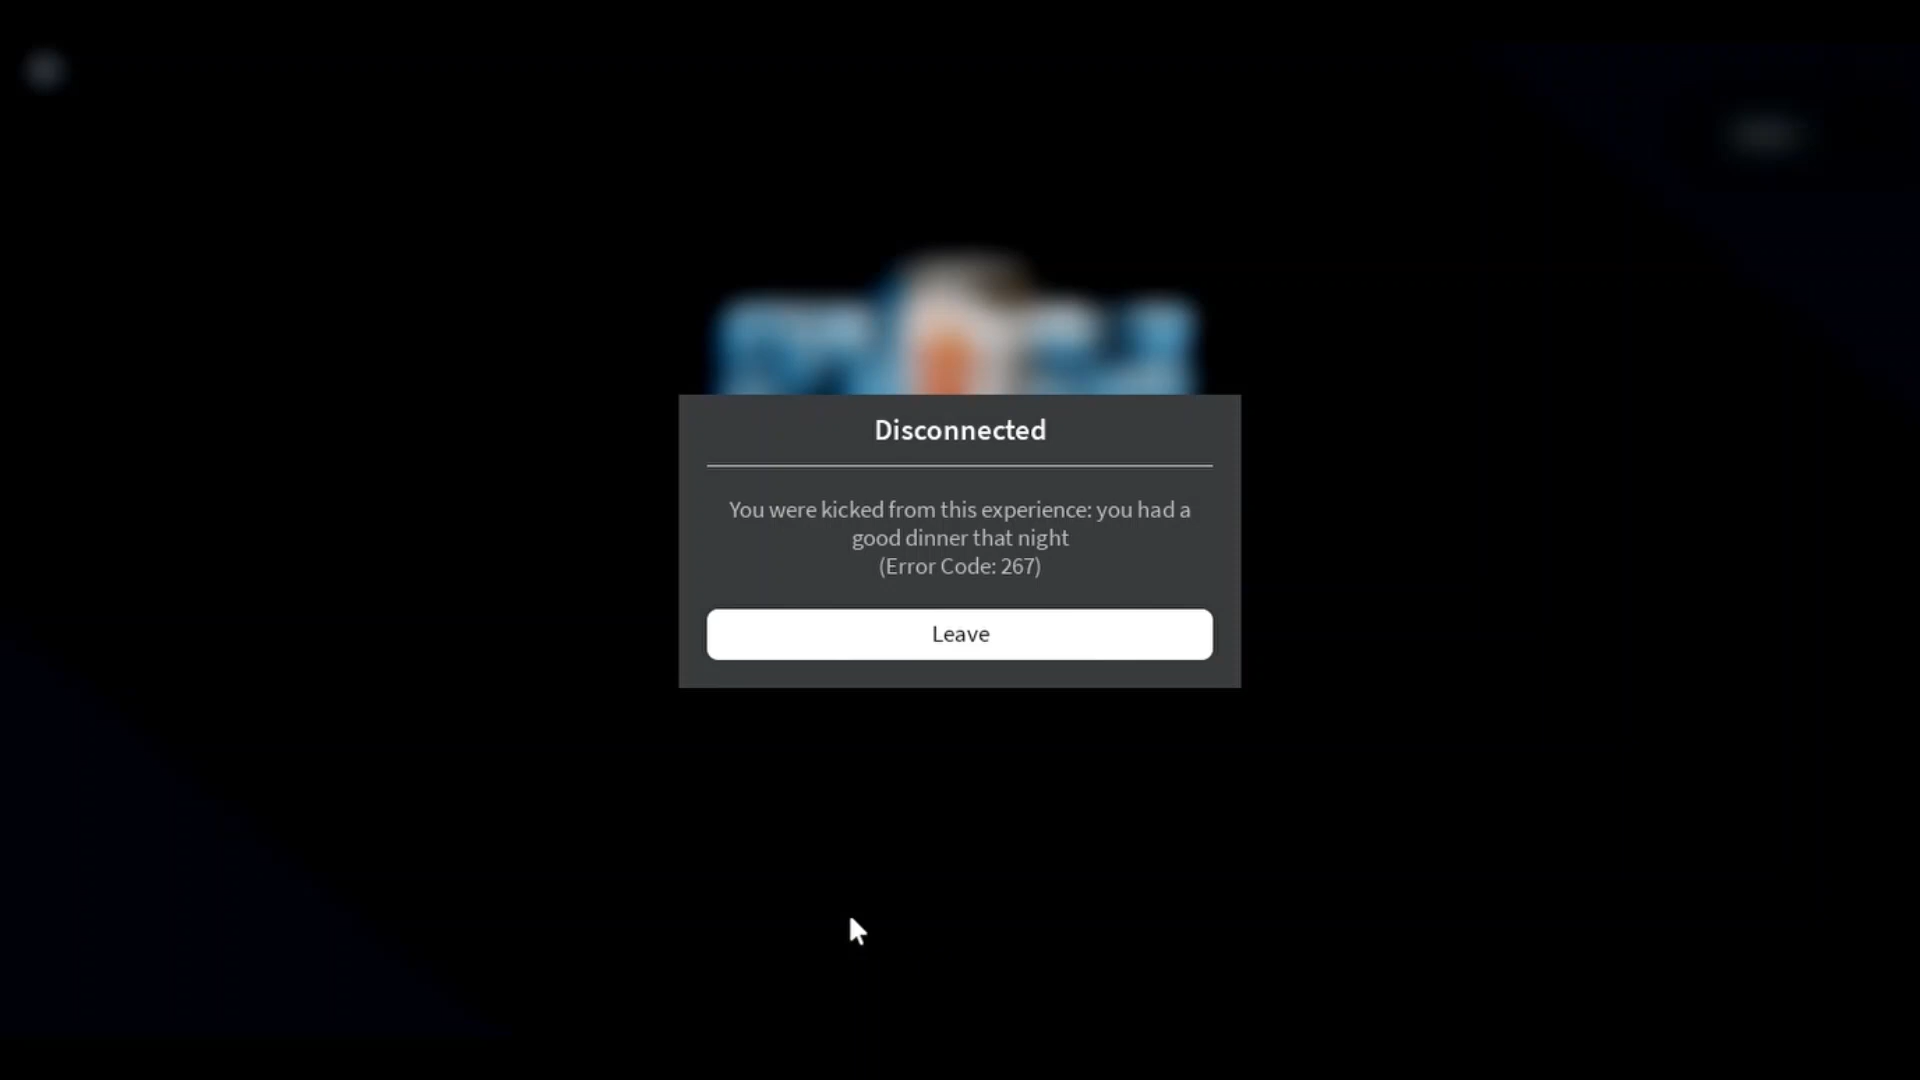 Disconnected
You were kicked from this experience: you had a
good dinner that night
(Error Code: 267)
Leave